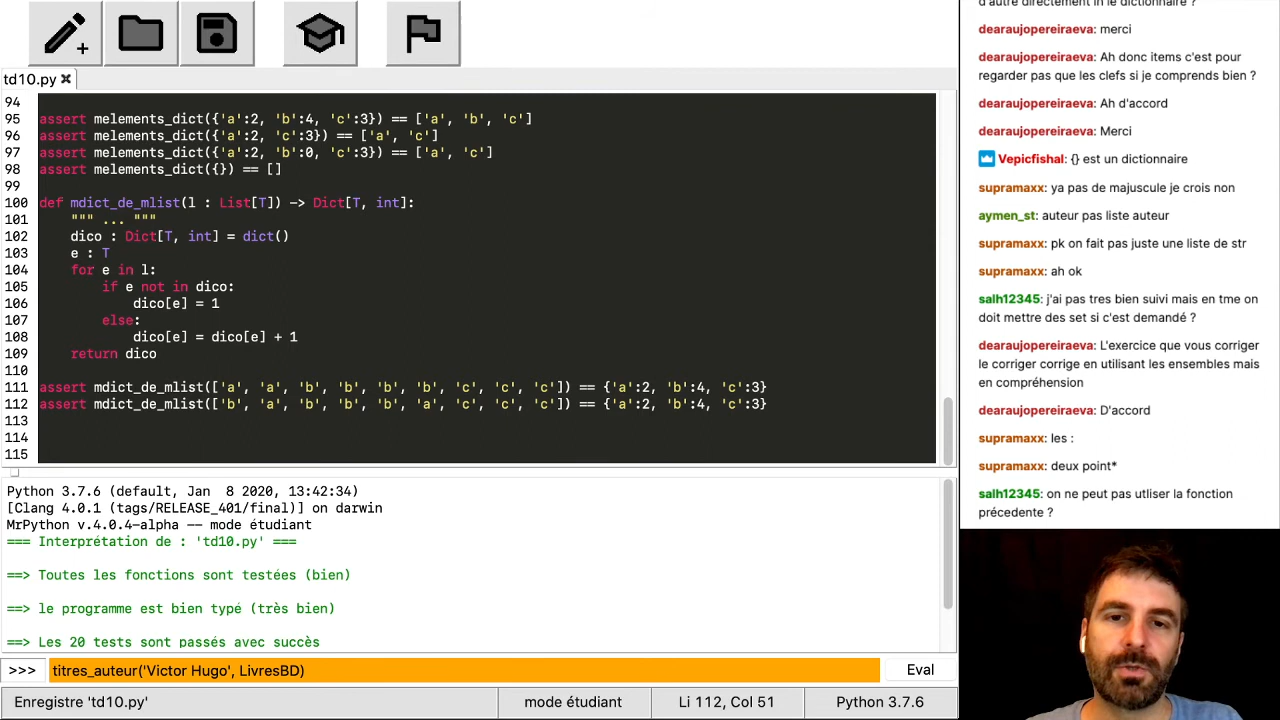 td10.py
94
95 assert melements_dict({'a':2, 'b':4, 'c':3}) == ['a', 'b', 'c']
96 assert melements_dict({'a':2, 'c':3}) == ['a', 'c']
97 assert melements_dict({'a':2, 'b':0, 'c':3}) == ['a', 'c']
98 assert melements_dict({}) == []
99
100 def mdict_de_mlist(l : List[T]) -> Dict[T, int]:
101 """ ... """
102 dico : Dict[T, int] = dict()
103 e : T
104 for e in l:
105 if e not in dico:
106 dico[e] = 1
107 else:
108 dico[e] = dico[e] + 1
109 return dico
110
111 assert mdict_de_mlist(['a', 'a', 'b', 'b', 'b', 'b', 'c', 'c', 'c']) == {'a':2, 'b':4, 'c':3}
112 assert mdict_de_mlist(['b', 'a', 'b', 'b', 'b', 'a', 'c', 'c', 'c']) == {'a':2, 'b':4, 'c':3}
113
114
115
Python 3.7.6 (default, Jan 8 2020, 13:42:34)
[Clang 4.0.1 (tags/RELEASE_401/final)] on darwin
MrPython v.4.0.4-alpha -- mode étudiant
=== Interprétation de : 'td10.py' ===
==> Toutes les fonctions sont testées (bien)
==> le programme est bien typé (très bien)
==> Les 20 tests sont passés avec succès
>>> titres_auteur('Victor Hugo', LivresBD) Eval
Enregistre 'td10.py' mode étudiant Li 112, Col 51 Python 3.7.6
d'autre directement in le dictionnaire ?
dearaujopereiraeva: merci
dearaujopereiraeva: Ah donc items c'est pour
regarder pas que les clefs si je comprends bien ?
dearaujopereiraeva: Ah d'accord
dearaujopereiraeva: Merci
Vepicfishal: {} est un dictionnaire
supramaxx: ya pas de majuscule je crois non
aymen_st: auteur pas liste auteur
supramaxx: pk on fait pas juste une liste de str
supramaxx: ah ok
salh12345: j'ai pas tres bien suivi mais en tme on
doit mettre des set si c'est demandé ?
dearaujopereiraeva: L'exercice que vous corriger
le corriger corrige en utilisant les ensembles mais
en compréhension
dearaujopereiraeva: D'accord
supramaxx: les :
supramaxx: deux point*
salh12345: on ne peut pas utliser la fonction
précedente ?